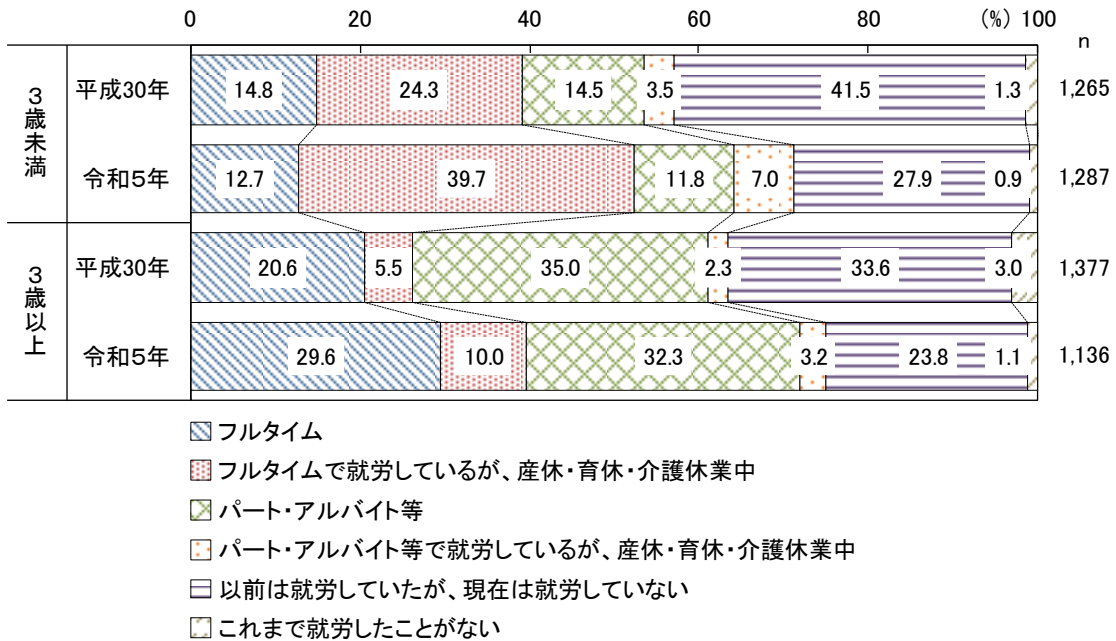 0 20 40 60 80 (%) 100
n
3歳未満
平成30年 14.8 24.3 14.5 3.5 41.5 1.3 1,265
令和5年 12.7 39.7 11.8 7.0 27.9 0.9 1,287
3歳以上
平成30年 20.6 5.5 35.0 2.3 33.6 3.0 1,377
令和5年 29.6 10.0 32.3 3.2 23.8 1.1 1,136
フルタイム
フルタイムで就労しているが、産休・育休・介護休業中
パート・アルバイト等
パート・アルバイト等で就労しているが、産休・育休・介護休業中
以前は就労していたが、現在は就労していない
これまで就労したことがない